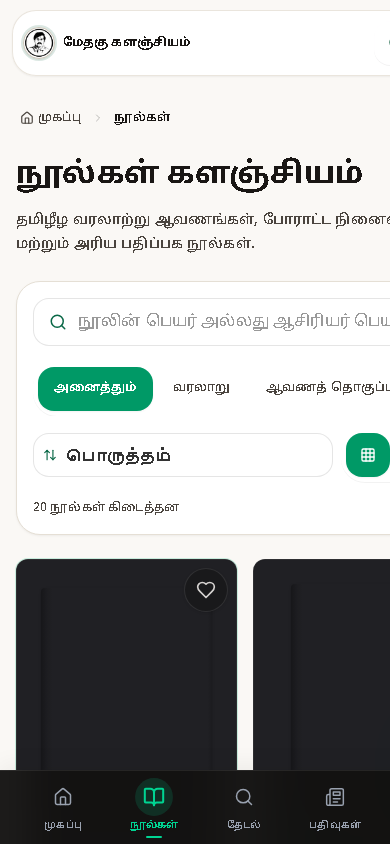 மேதகு களஞ்சியம்
முகப்பு > நூல்கள்
நூல்கள் களஞ்சியம்
தமிழீழ வரலாற்று ஆவணங்கள், போராட்ட
மற்றும் அரிய பதிப்பக நூல்கள்.
நூலின் பெயர் அல்லது ஆசிரியர்
அனைத்தும் வரலாறு ஆவணத்
பொருத்தம்
20 நூல்கள் கிடைத்தன
முகப்பு நூல்கள் தேடல் பதிவுகள்